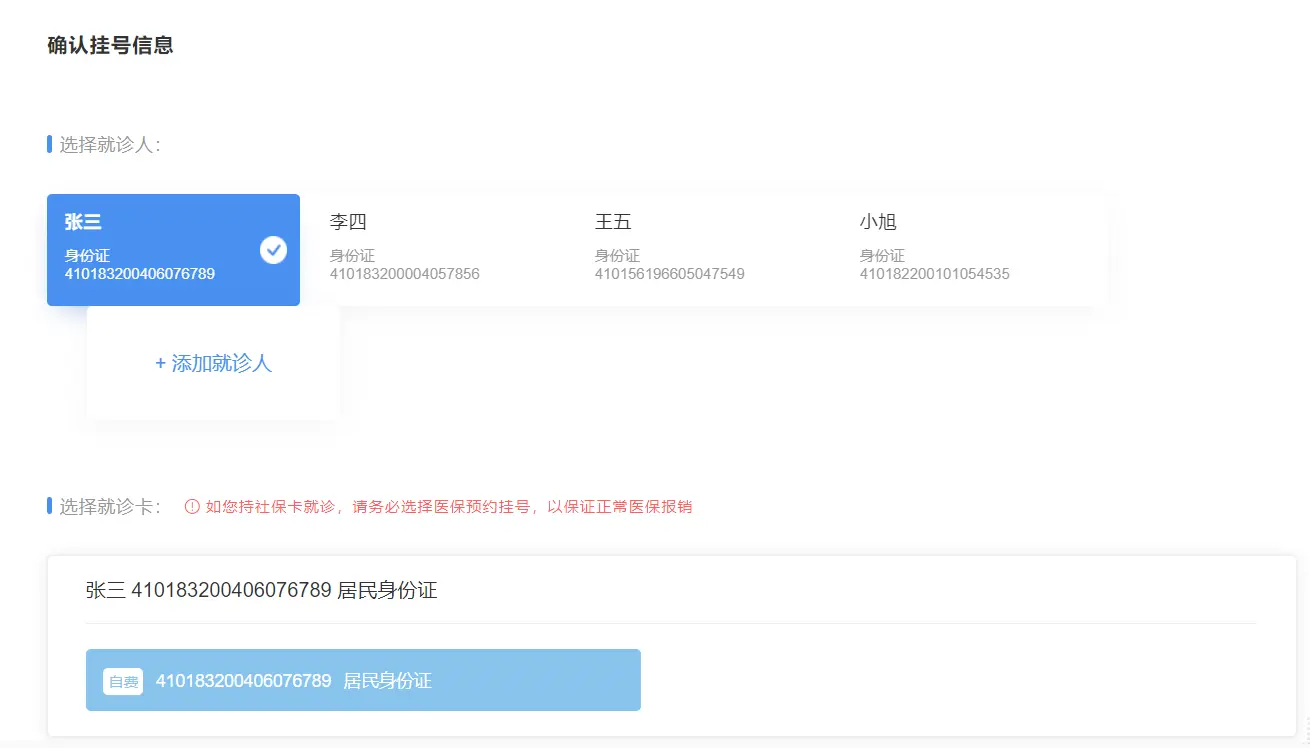 确认挂号信息
选择就诊人：
张三
身份证
410183200406076789
李四
身份证
410183200004057856
王五
身份证
410156196605047549
小旭
身份证
410182200101054535
+ 添加就诊人
选择就诊卡：
如您持社保卡就诊，请务必选择医保预约挂号，以保证正常医保报销
张三 410183200406076789 居民身份证
自费 410183200406076789 居民身份证